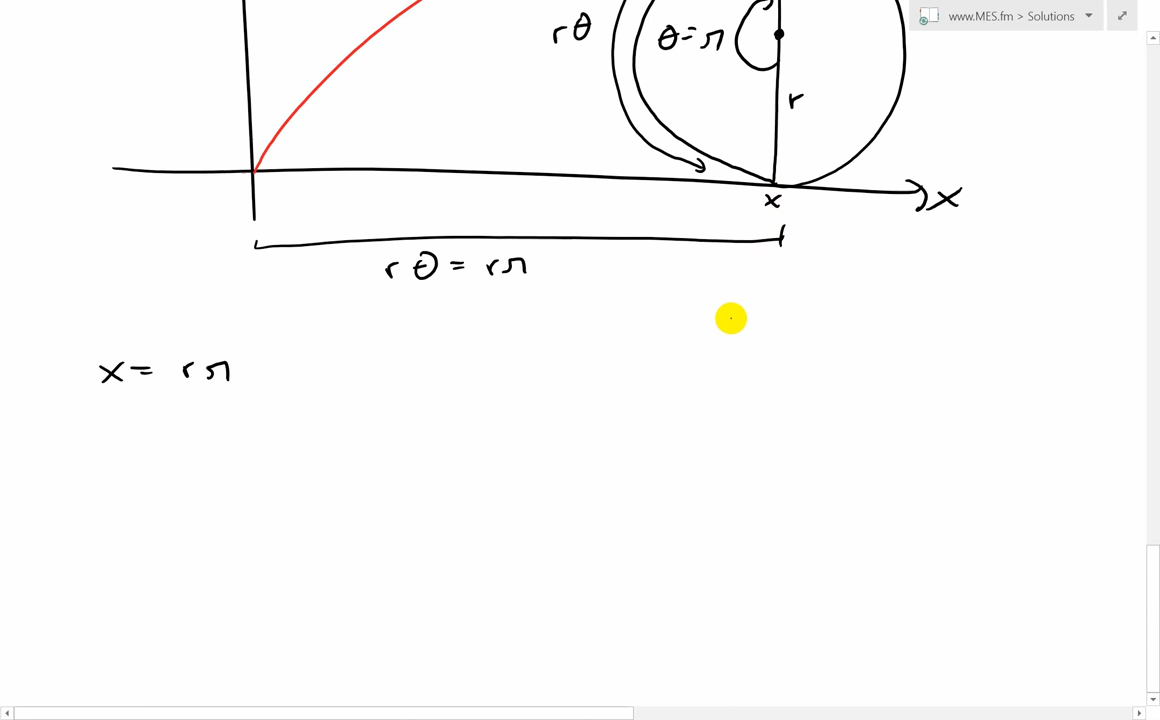 www.MES.fm > Solutions
rθ
θ=π
r
x
X
rθ = rπ
x = rπ